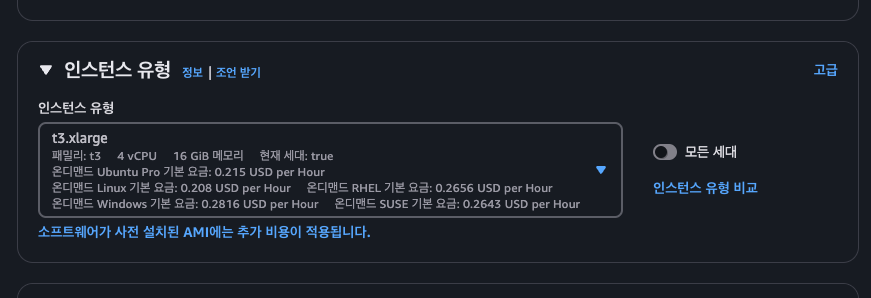 인스턴스 유형 정보 | 조언 받기
고급
인스턴스 유형
t3.xlarge
패밀리: t3 4 vCPU 16 GiB 메모리 현재 세대: true
온디맨드 Ubuntu Pro 기본 요금: 0.215 USD per Hour
온디맨드 Linux 기본 요금: 0.208 USD per Hour 온디맨드 RHEL 기본 요금: 0.2656 USD per Hour
온디맨드 Windows 기본 요금: 0.2816 USD per Hour 온디맨드 SUSE 기본 요금: 0.2643 USD per Hour
모든 세대
인스턴스 유형 비교
소프트웨어가 사전 설치된 AMI에는 추가 비용이 적용됩니다.